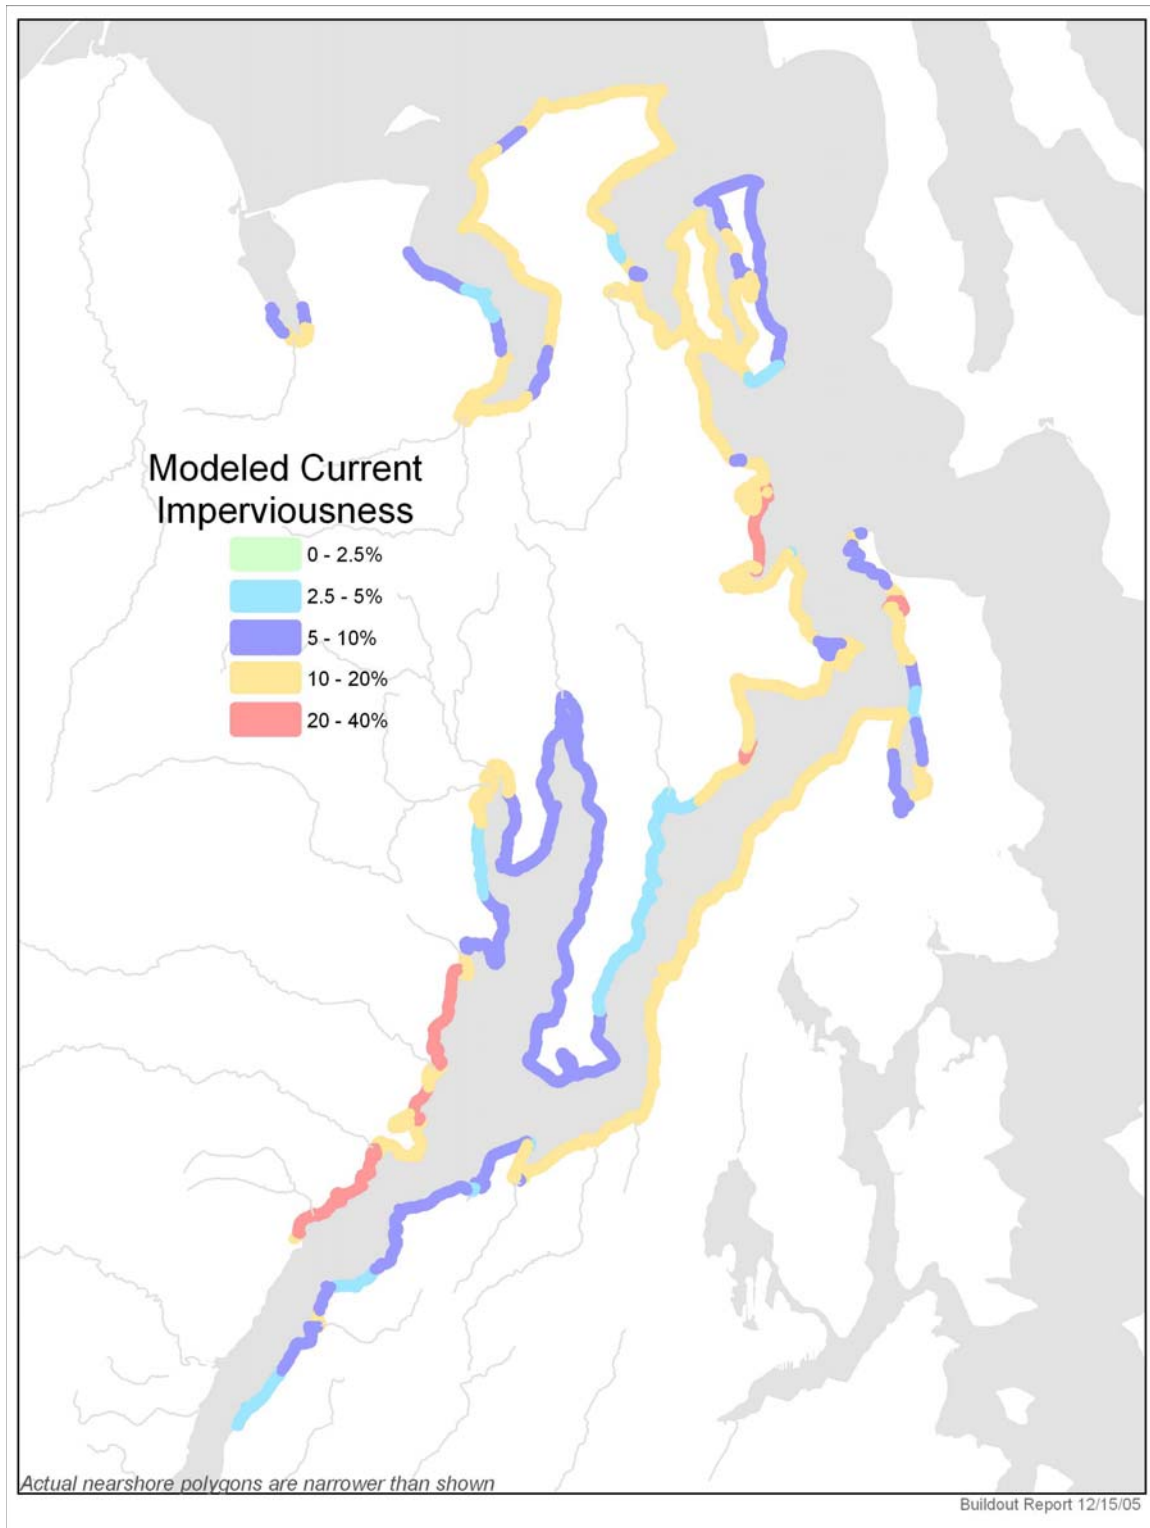 Modeled Current
Imperviousness
0 - 2.5%
2.5 - 5%
5 - 10%
10 - 20%
20 - 40%
Actual nearshore polygons are narrower than shown
Buildout Report 12/15/05